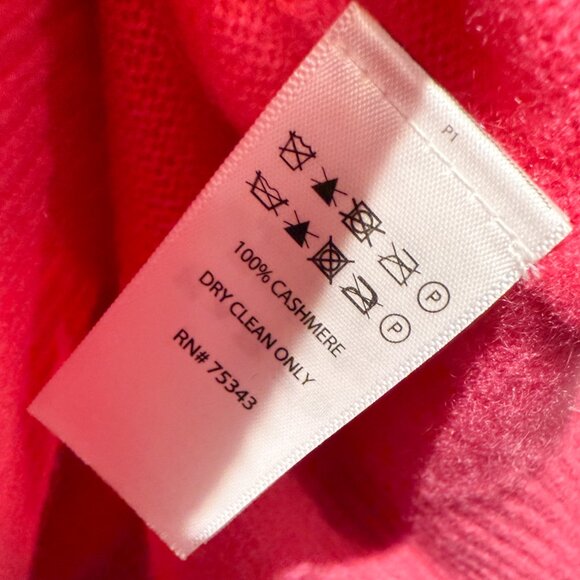 P1
P
P
100% CASHMERE
DRY CLEAN ONLY
RN# 75343